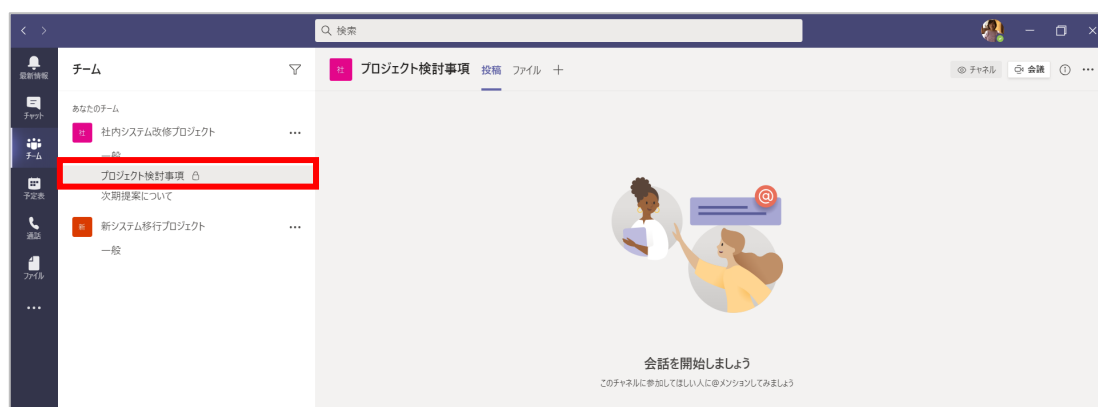 検索
最新情報
チャット
チーム
予定表
通話
ファイル
チーム
あなたのチーム
社 社内システム改修プロジェクト
一般
プロジェクト検討事項
次期提案について
新 新システム移行プロジェクト
一般
社 プロジェクト検討事項 投稿 ファイル
チャネル 会議
@
会話を開始しましょう
このチャネルに参加してほしい人に@メンションしてみましょう